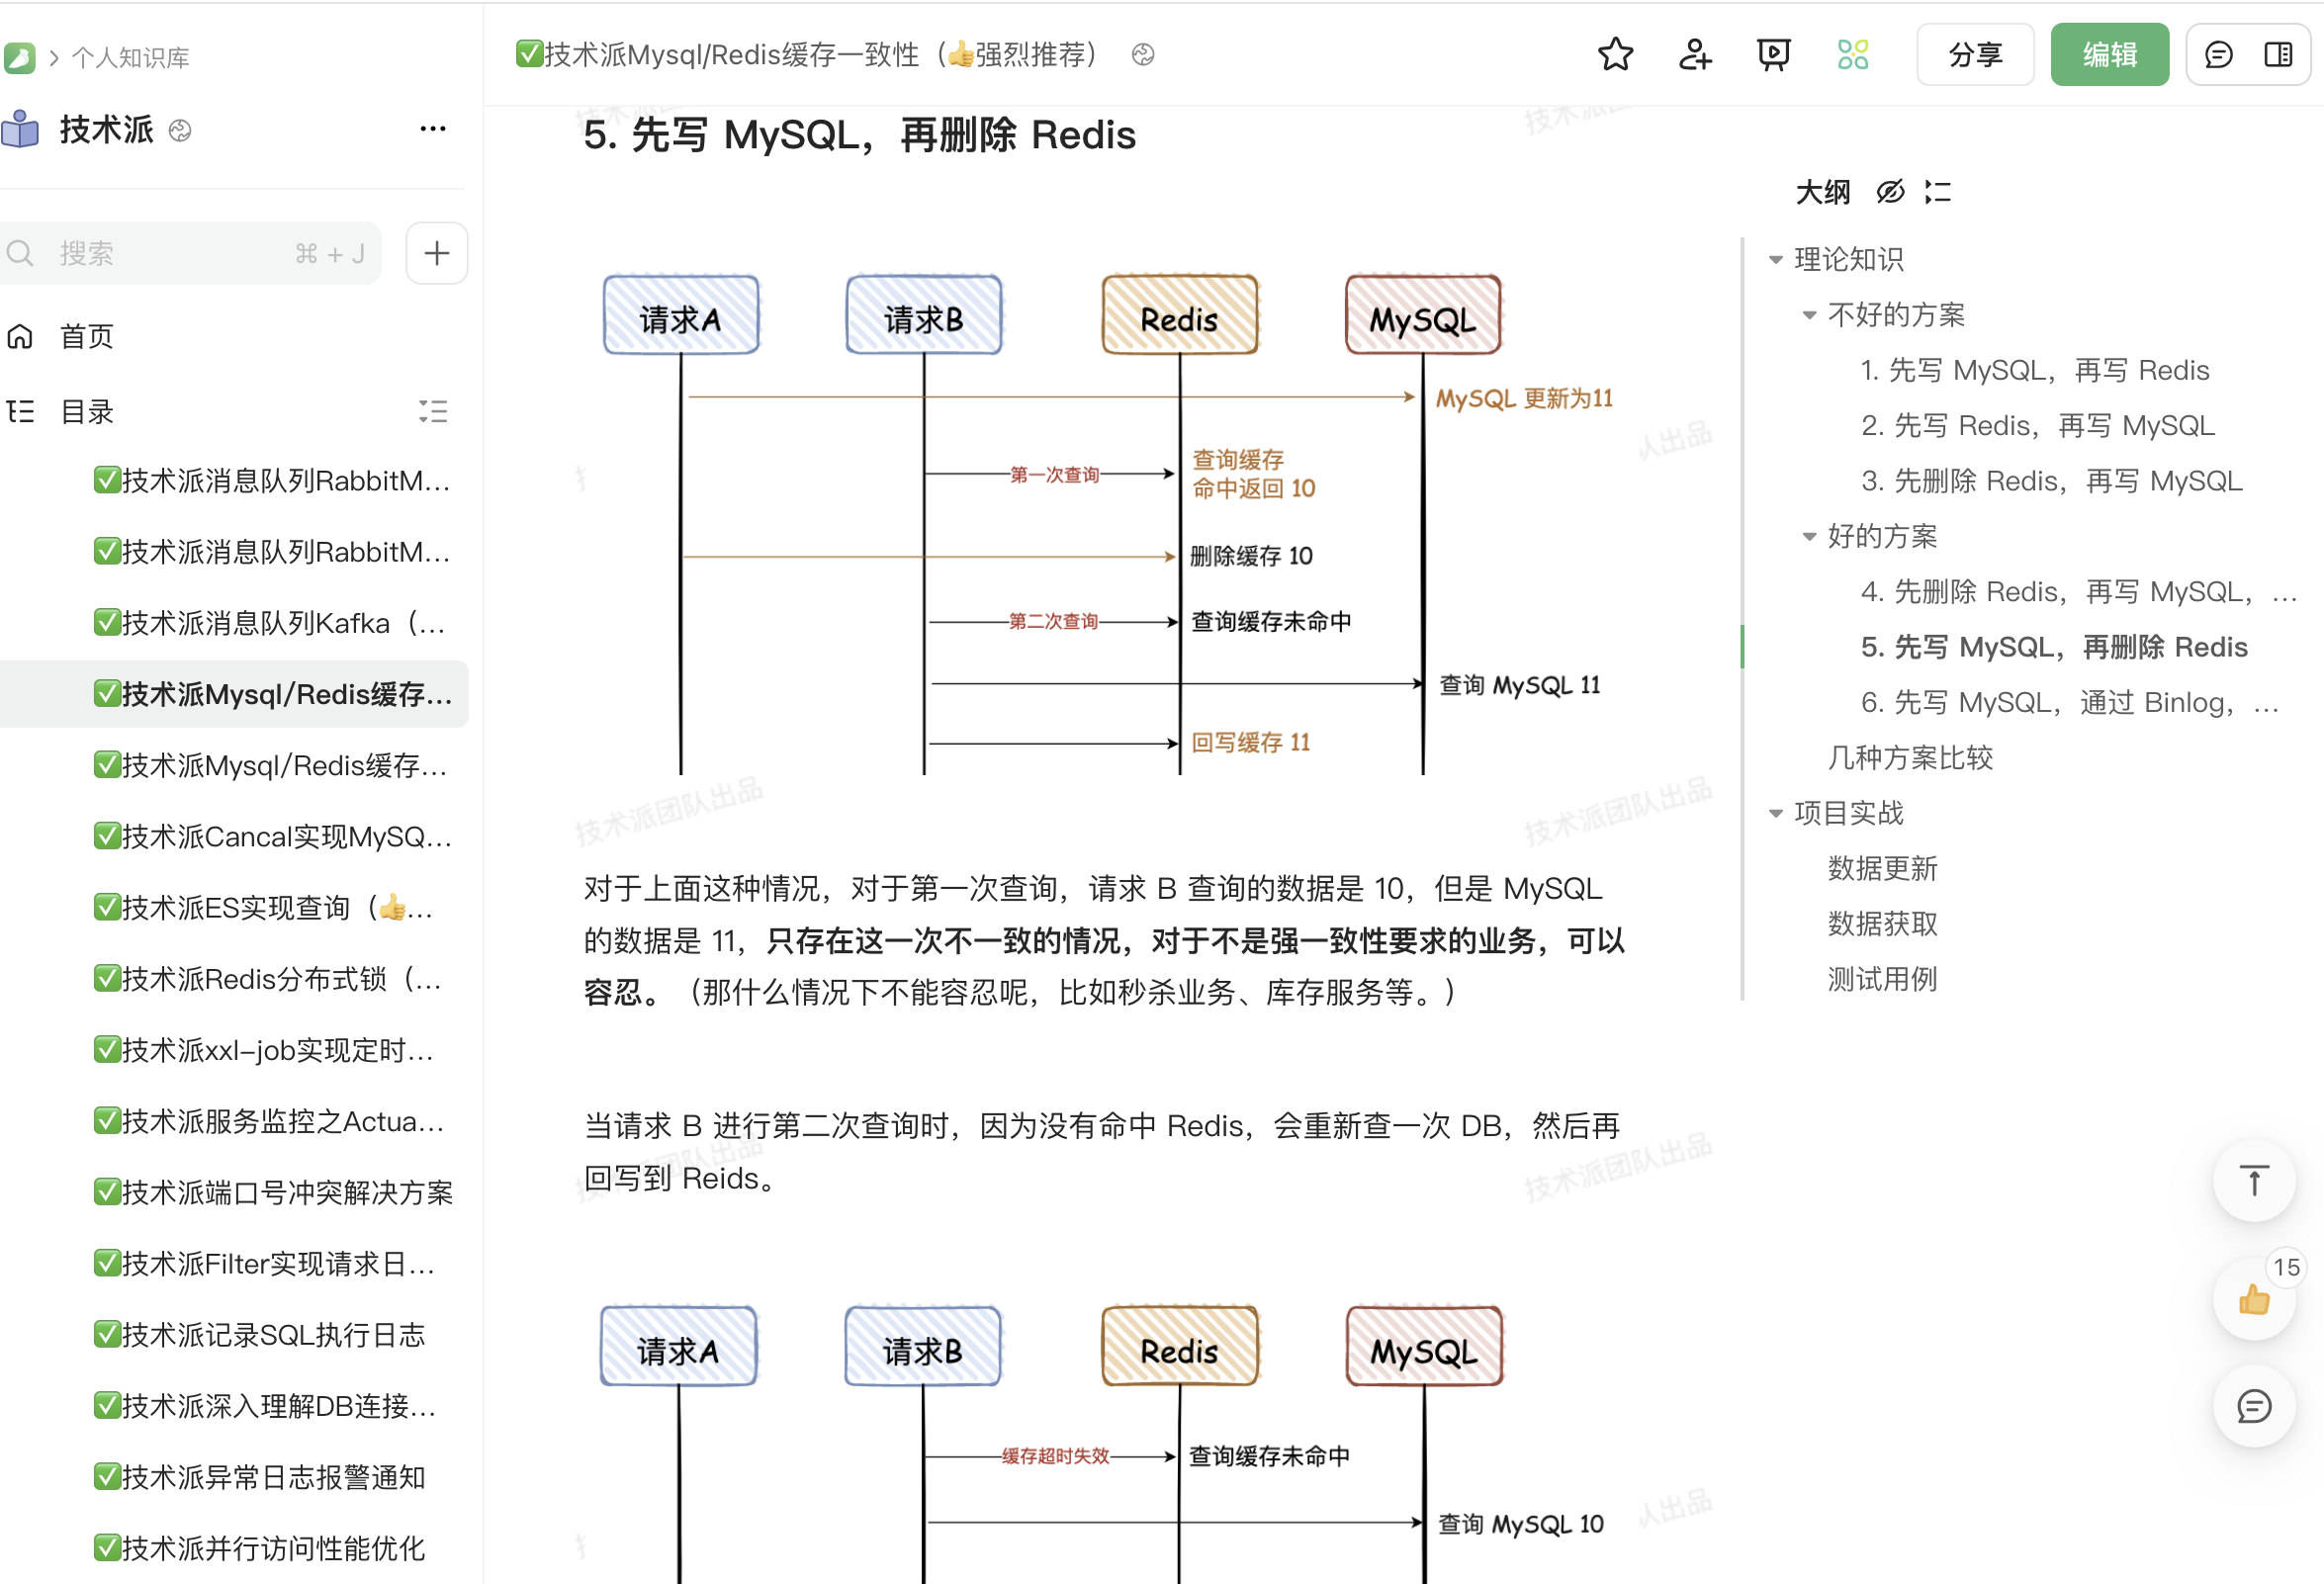 个人知识库
技术派
搜索 ⌘ + J
首页
目录
✅技术派消息队列RabbitM...
✅技术派消息队列RabbitM...
✅技术派消息队列Kafka（...
✅技术派Mysql/Redis缓存...
✅技术派Mysql/Redis缓存...
✅技术派Cancal实现MySQ...
✅技术派ES实现查询（👍...
✅技术派Redis分布式锁（...
✅技术派xxl-job实现定时...
✅技术派服务监控之Actua...
✅技术派端口号冲突解决方案
✅技术派Filter实现请求日...
✅技术派记录SQL执行日志
✅技术派深入理解DB连接...
✅技术派异常日志报警通知
✅技术派并行访问性能优化
✅技术派Mysql/Redis缓存一致性（👍强烈推荐）
分享
编辑
5. 先写 MySQL，再删除 Redis
请求A 请求B Redis MySQL
MySQL 更新为11
第一次查询
查询缓存
命中返回 10
删除缓存 10
第二次查询 查询缓存未命中
查询 MySQL 11
回写缓存 11
技术派团队出品 技术派团队出品
对于上面这种情况，对于第一次查询，请求 B 查询的数据是 10，但是 MySQL
的数据是 11，只存在这一次不一致的情况，对于不是强一致性要求的业务，可以
容忍。（那什么情况下不能容忍呢，比如秒杀业务、库存服务等。）
当请求 B 进行第二次查询时，因为没有命中 Redis，会重新查一次 DB，然后再
回写到 Reids。
技术派团队出品 技术派团队出品
请求A 请求B Redis MySQL
缓存超时失效 查询缓存未命中
查询 MySQL 10
大纲
理论知识
不好的方案
1. 先写 MySQL，再写 Redis
2. 先写 Redis，再写 MySQL
3. 先删除 Redis，再写 MySQL
好的方案
4. 先删除 Redis，再写 MySQL，...
5. 先写 MySQL，再删除 Redis
6. 先写 MySQL，通过 Binlog，...
几种方案比较
项目实战
数据更新
数据获取
测试用例
15